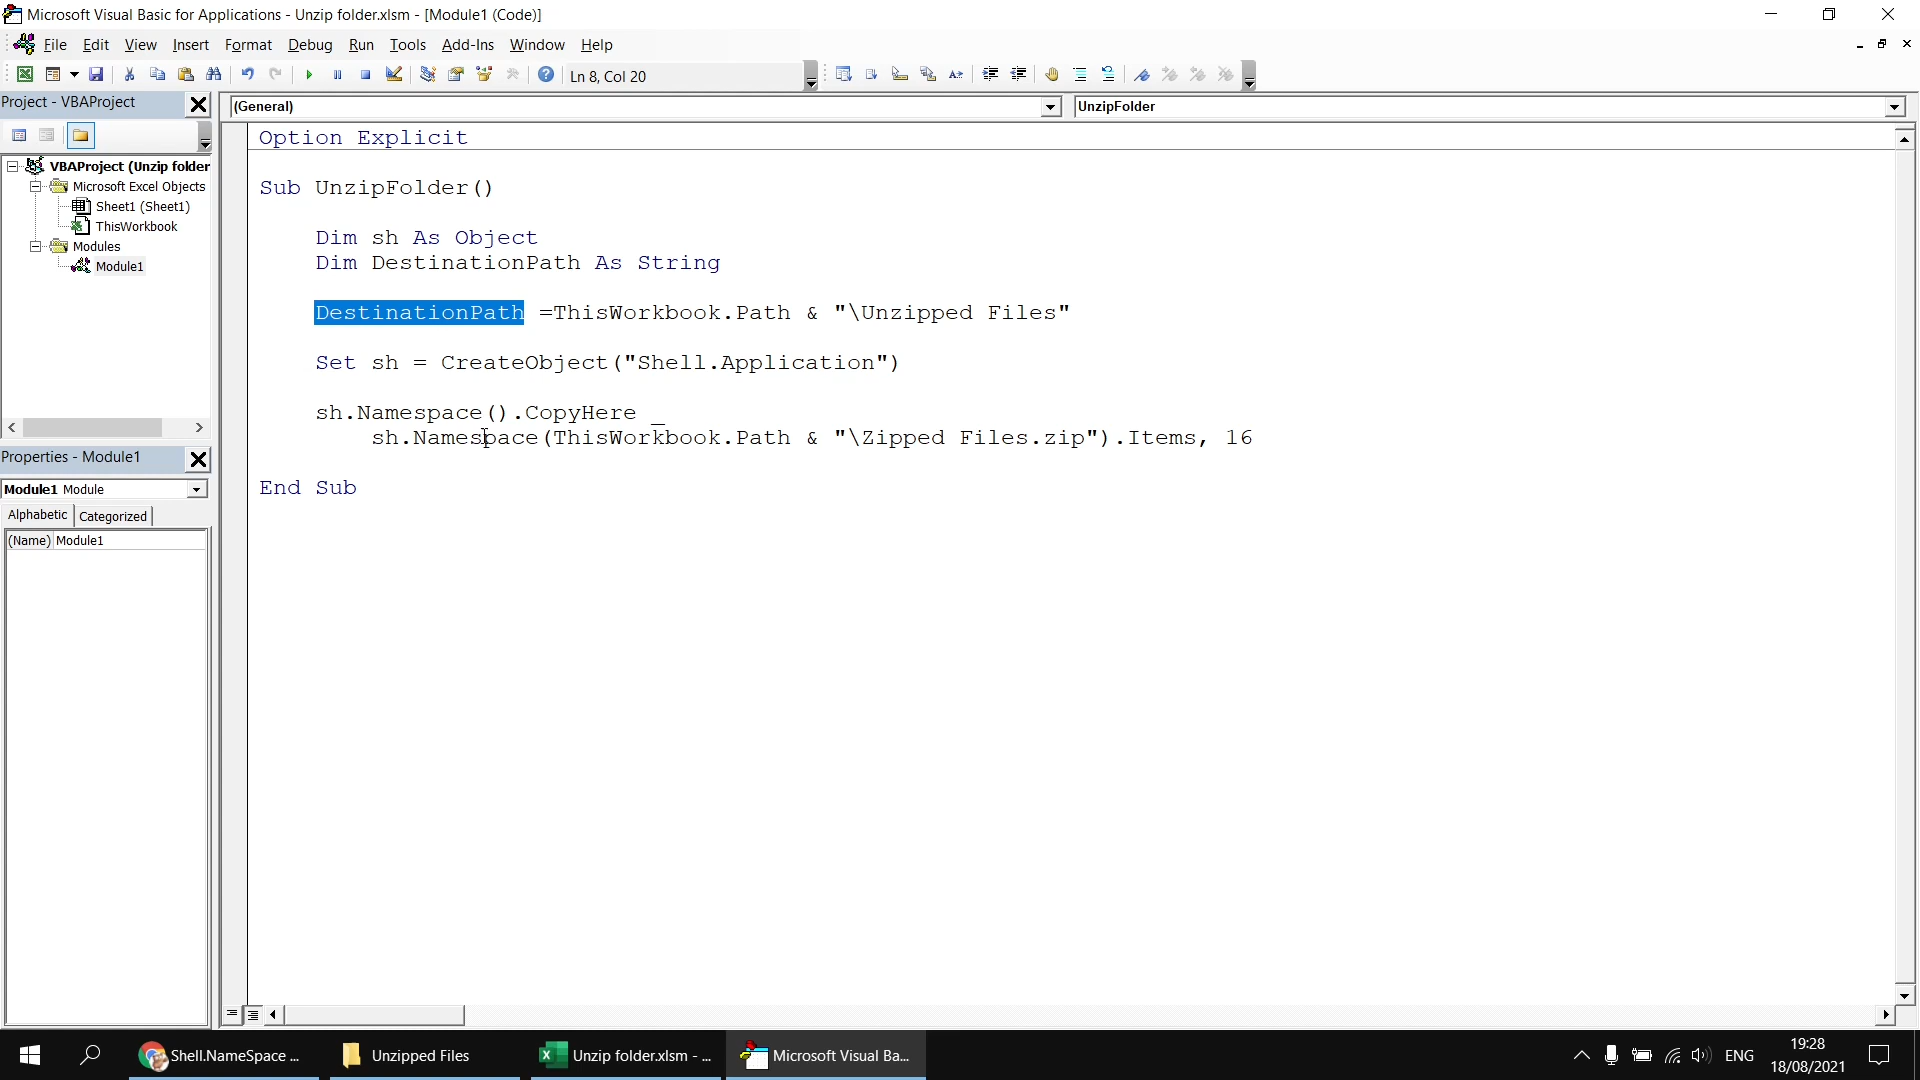 Microsoft Visual Basic for Applications - Unzip folder.xlsm - [Module1 (Code)]
File Edit View Insert Format Debug Run Tools Add-Ins Window Help
Ln 8, Col 20
Project - VBAProject
(General)
UnzipFolder
VBAProject (Unzip folder
Microsoft Excel Objects
Sheet1 (Sheet1)
ThisWorkbook
Modules
Module1
Option Explicit
Sub UnzipFolder()
Dim sh As Object
Dim DestinationPath As String
DestinationPath =ThisWorkbook.Path & "\Unzipped Files"
Set sh = CreateObject("Shell.Application")
sh.Namespace().CopyHere _
sh.Namespace(ThisWorkbook.Path & "\Zipped Files.zip").Items, 16
End Sub
Properties - Module1
Module1 Module
Alphabetic Categorized
(Name) Module1
Shell.NameSpace ...
Unzipped Files
Unzip folder.xlsm - ...
Microsoft Visual Ba...
ENG
19:28
18/08/2021